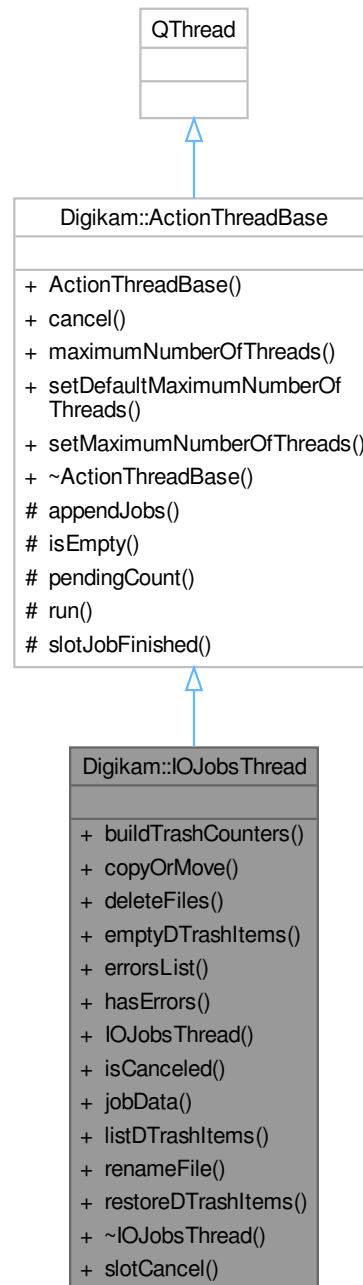 QThread
Digikam::ActionThreadBase
+ ActionThreadBase()
+ cancel()
+ maximumNumberOfThreads()
+ setDefaultMaximumNumberOf
Threads()
+ setMaximumNumberOfThreads()
+ ~ActionThreadBase()
# appendJobs()
# isEmpty()
# pendingCount()
# run()
# slotJobFinished()
Digikam::IOJobsThread
+ buildTrashCounters()
+ copyOrMove()
+ deleteFiles()
+ emptyDTrashItems()
+ errorsList()
+ hasErrors()
+ IOJobsThread()
+ isCanceled()
+ jobData()
+ listDTrashItems()
+ renameFile()
+ restoreDTrashItems()
+ ~IOJobsThread()
+ slotCancel()